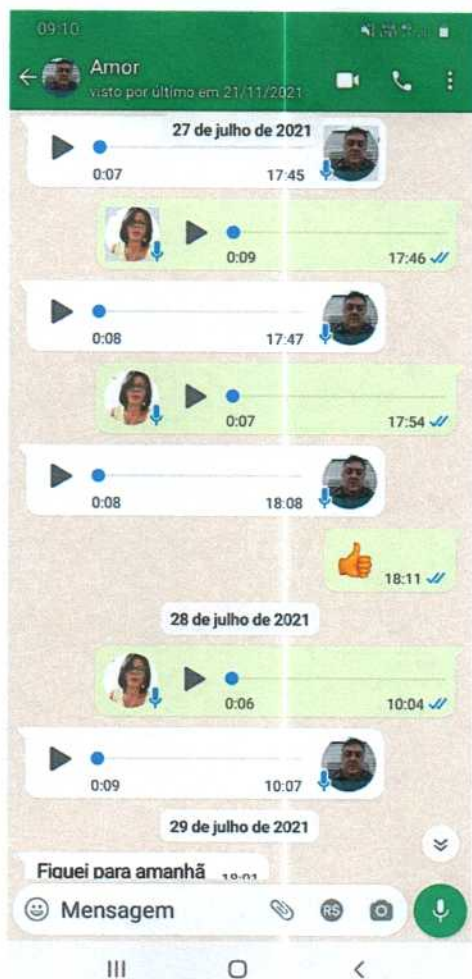 09:10
Amor
visto por último em 21/11/2021
27 de julho de 2021
0:07 17:45
0:09 17:46
0:08 17:47
0:07 17:54
0:08 18:08
18:11
28 de julho de 2021
0:06 10:04
0:09 10:07
29 de julho de 2021
Fiquei para amanhã 18:01
Mensagem
R$